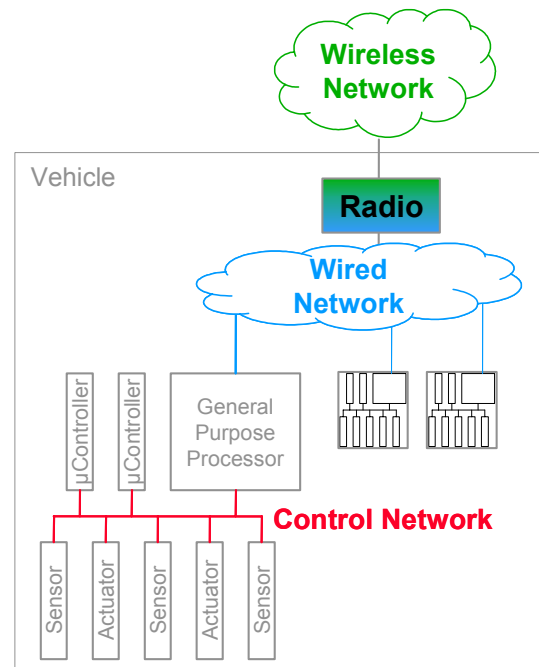 Wireless
Network
Vehicle
Radio
Wired
Network
µController
µController
General
Purpose
Processor
Control Network
Sensor
Actuator
Sensor
Actuator
Sensor